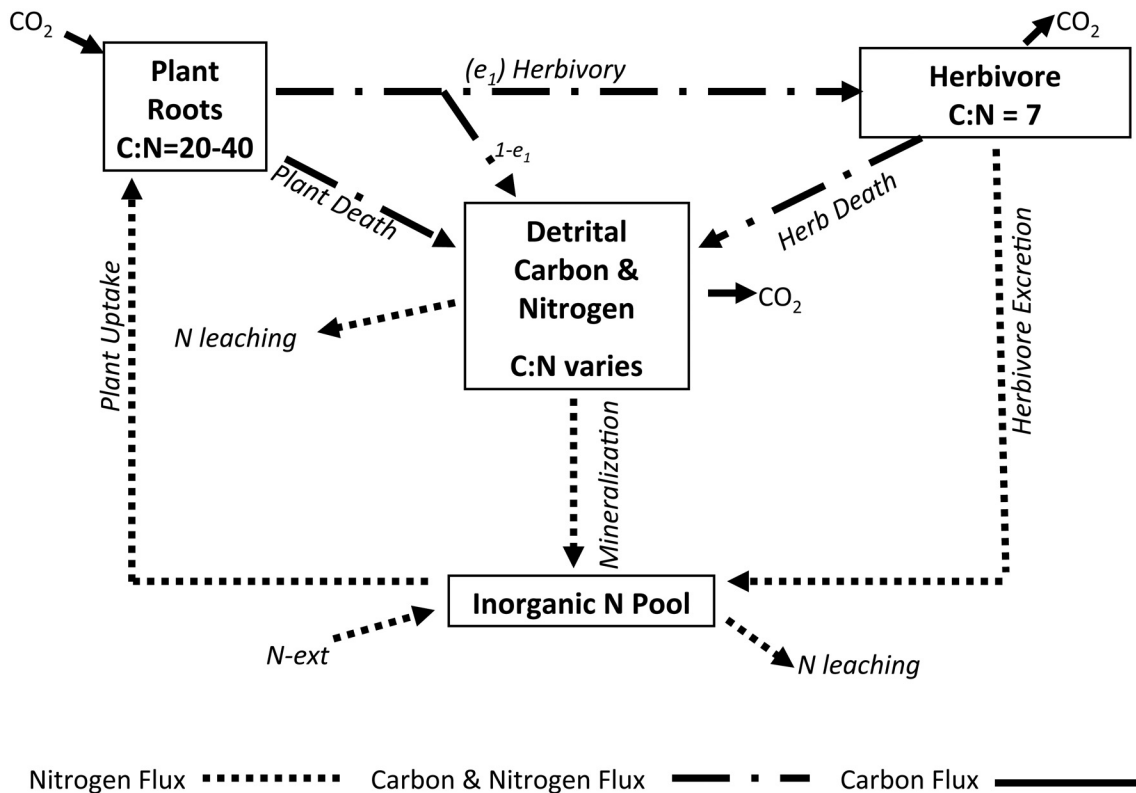 CO2
Plant
Roots
C:N=20-40
(e1) Herbivory
CO2
Herbivore
C:N = 7
1-e1
Plant Death
Herb Death
Detrital
Carbon &
Nitrogen
C:N varies
CO2
N leaching
Plant Uptake
Mineralization
Herbivore Excretion
Inorganic N Pool
N-ext
N leaching
Nitrogen Flux
Carbon & Nitrogen Flux
Carbon Flux